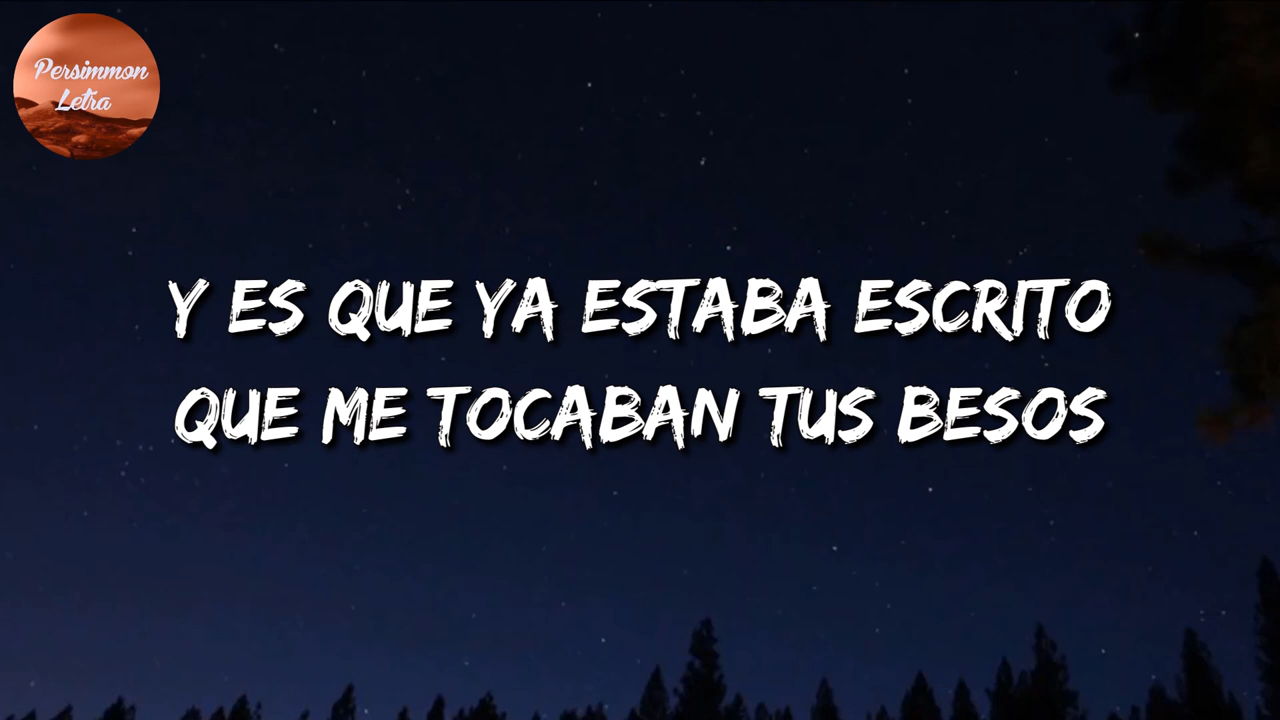 Persimmon
Letra
Y ES QUE YA ESTABA ESCRITO
QUE ME TOCABAN TUS BESOS